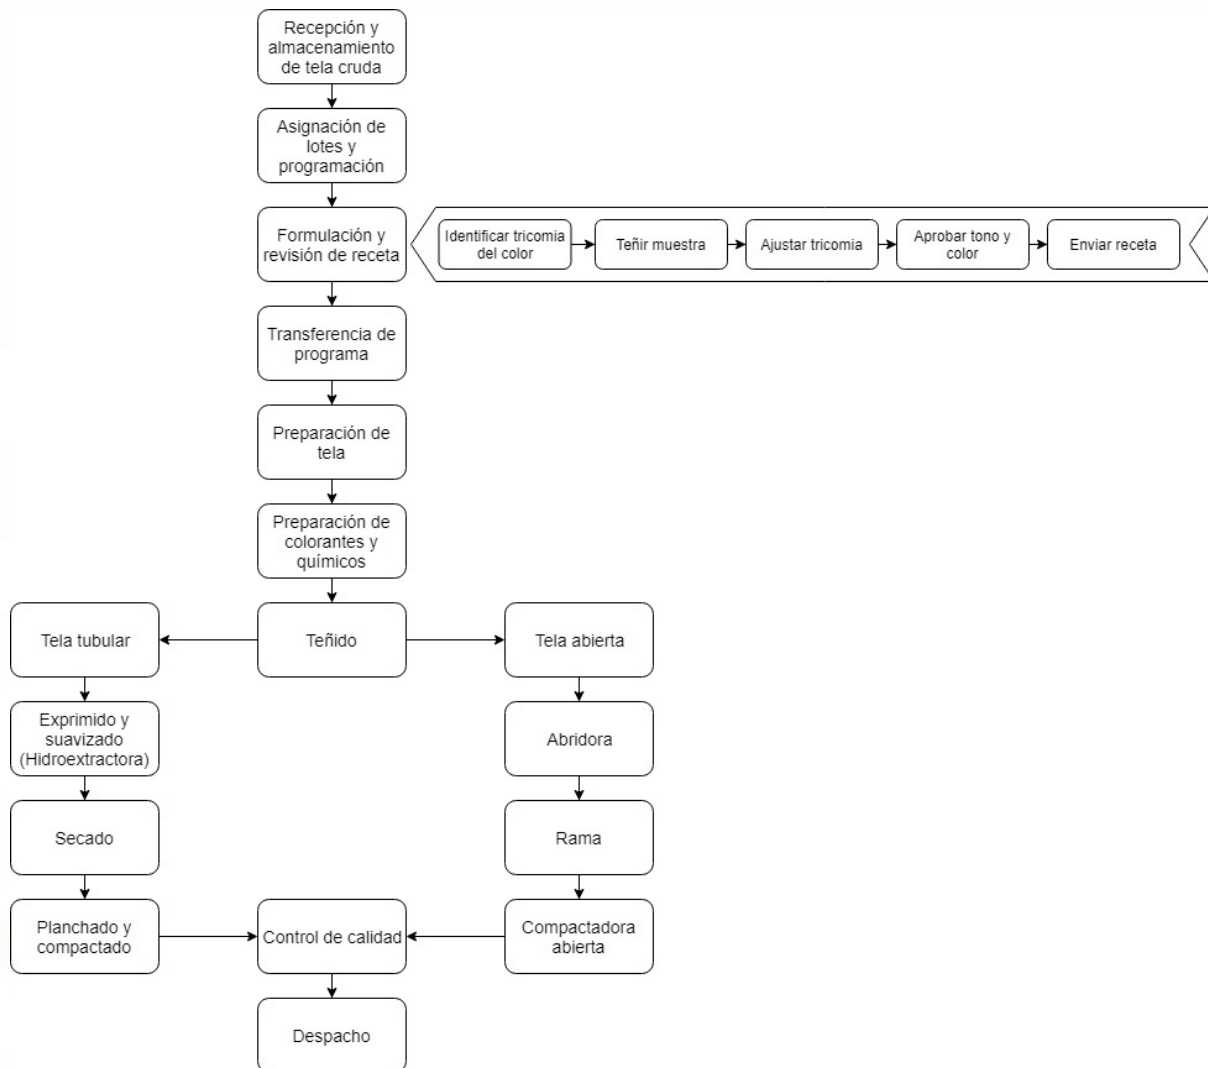 Recepción y
almacenamiento
de tela cruda
Asignación de
lotes y
programación
Formulación y
revisión de receta
Identificar tricomia
del color
Teñir muestra
Ajustar tricomia
Aprobar tono y
color
Enviar receta
Transferencia de
programa
Preparación de
tela
Preparación de
colorantes y
químicos
Tela tubular
Teñido
Tela abierta
Exprimido y
suavizado
(Hidroextractora)
Abridora
Secado
Rama
Planchado y
compactado
Control de calidad
Compactadora
abierta
Despacho